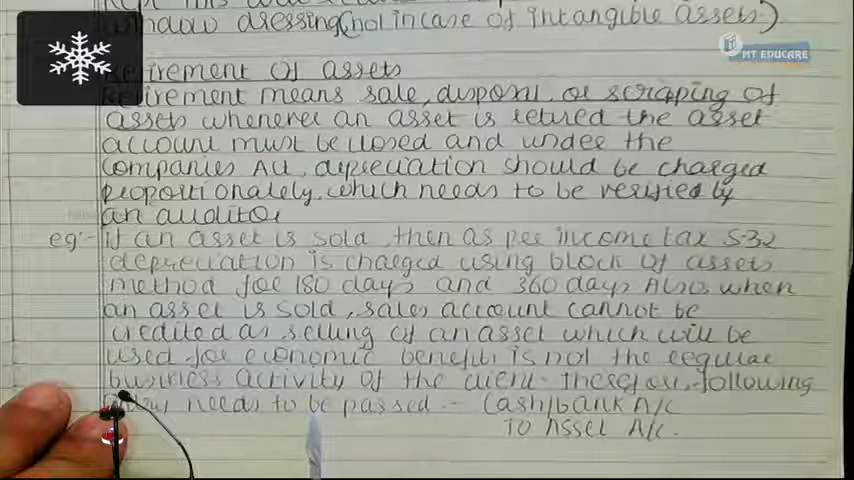 window dressing(not in case of intangible assets.)
MT EDUCARE
Retirement of assets
Retirement means sale, disposal, or scraping of
assets whenever an asset is retired the asset
account must be closed and under the
Companies Act, depreciation should be charged
proportionately, which needs to be verified by
an auditor
eg:- If an asset is sold, then as per income tax S-32
depreciation is charged using block of assets
method for 180 days and 360 days Also, when
an asset is sold, sales account cannot be
credited as selling of an asset which will be
used for economic benefits is not the regular
business activity of the client. Therefore, following
needs to be passed :- Cash/bank A/c
To Asset A/c.